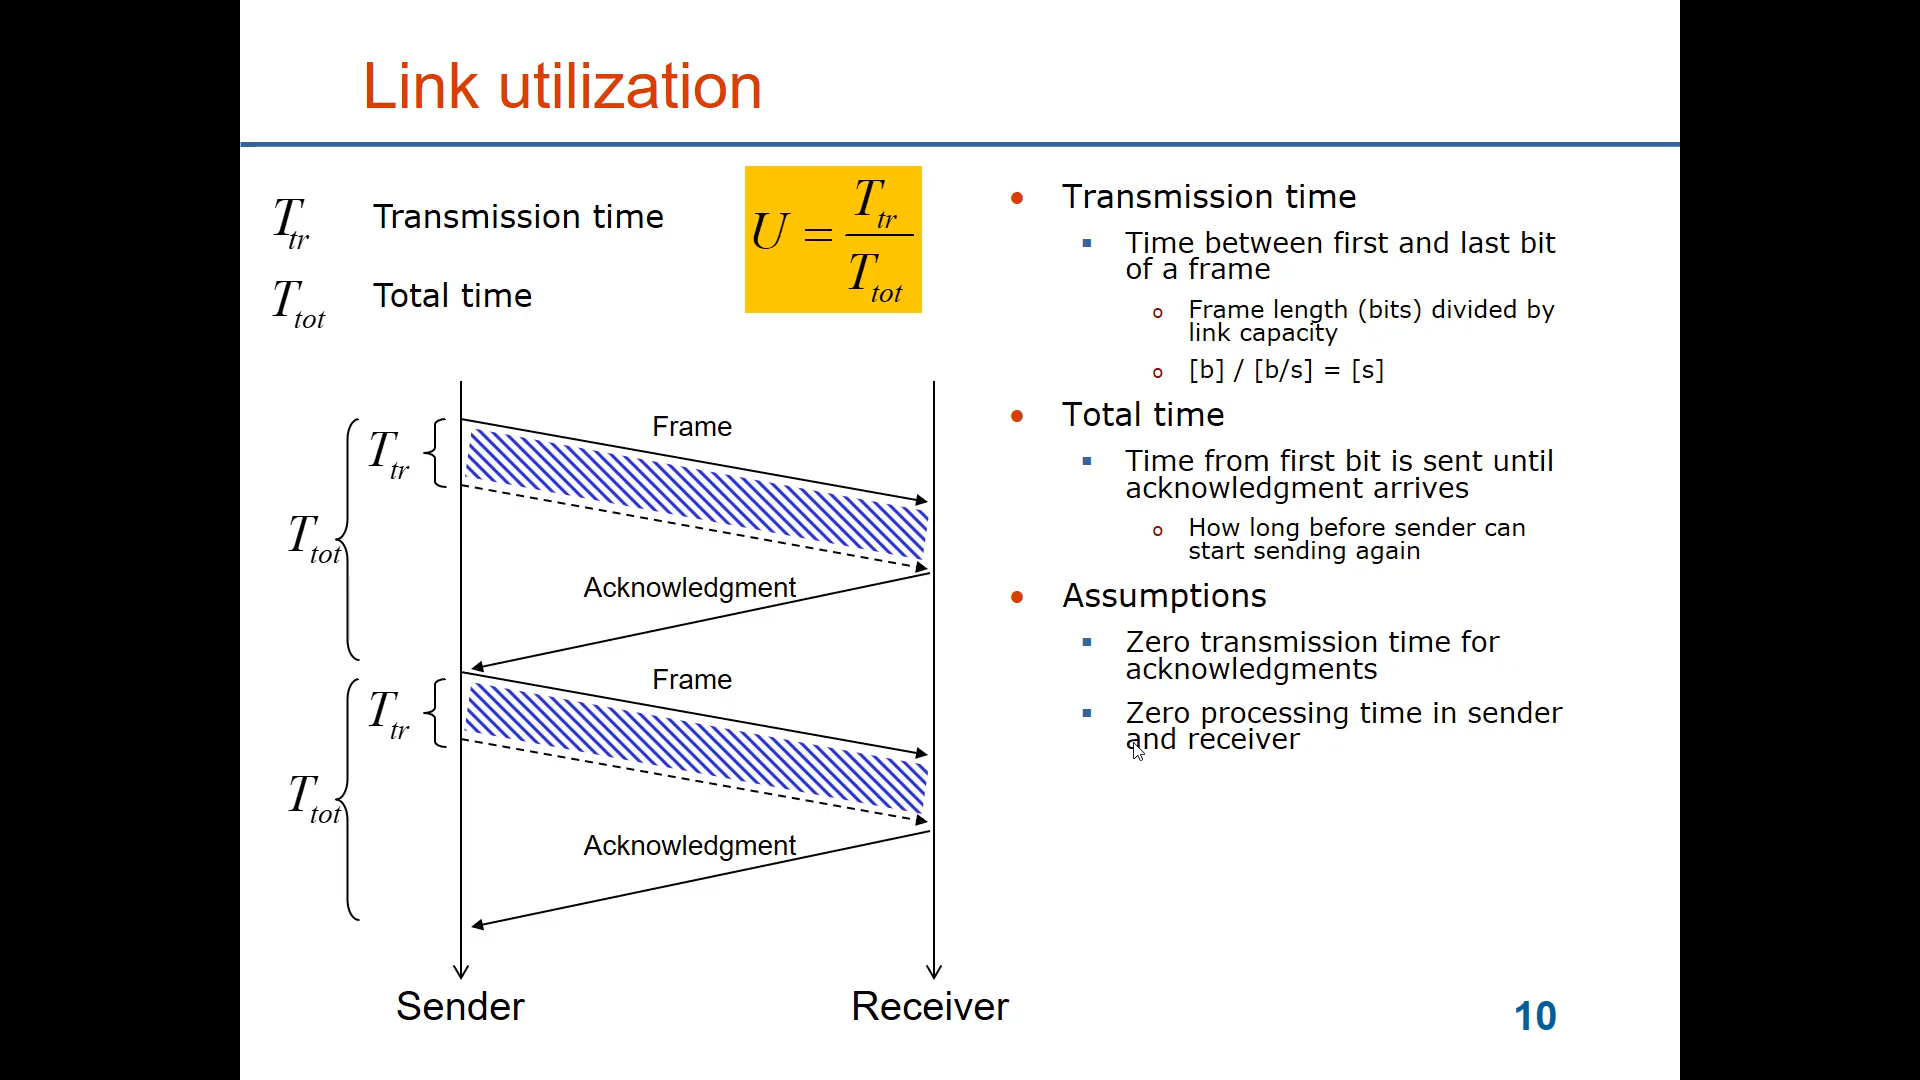 Link utilization
T_tr Transmission time
T_tot Total time
U = T_tr / T_tot
T_tr
T_tot
Frame
Acknowledgment
T_tr
T_tot
Frame
Acknowledgment
Sender
Receiver
• Transmission time
▪ Time between first and last bit
of a frame
o Frame length (bits) divided by
link capacity
o [b] / [b/s] = [s]
• Total time
▪ Time from first bit is sent until
acknowledgment arrives
o How long before sender can
start sending again
• Assumptions
▪ Zero transmission time for
acknowledgments
▪ Zero processing time in sender
and receiver
10